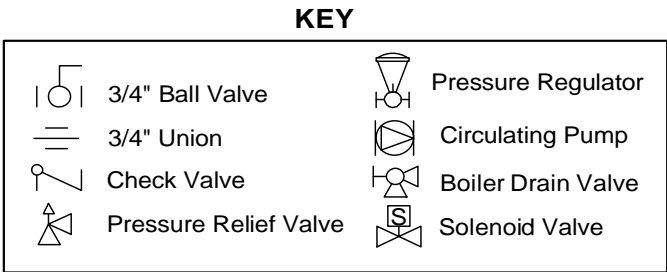 KEY
3/4" Ball Valve
3/4" Union
Check Valve
Pressure Relief Valve
Pressure Regulator
Circulating Pump
Boiler Drain Valve
S
Solenoid Valve